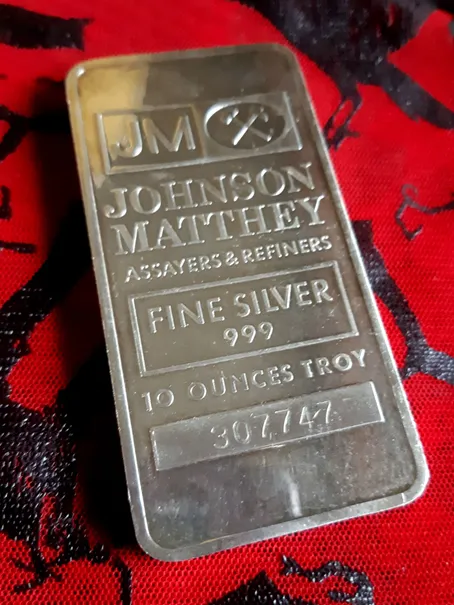 JM
JOHNSON
MATTHEY
ASSAYERS & REFINERS
FINE SILVER
999
10 OUNCES TROY
307747